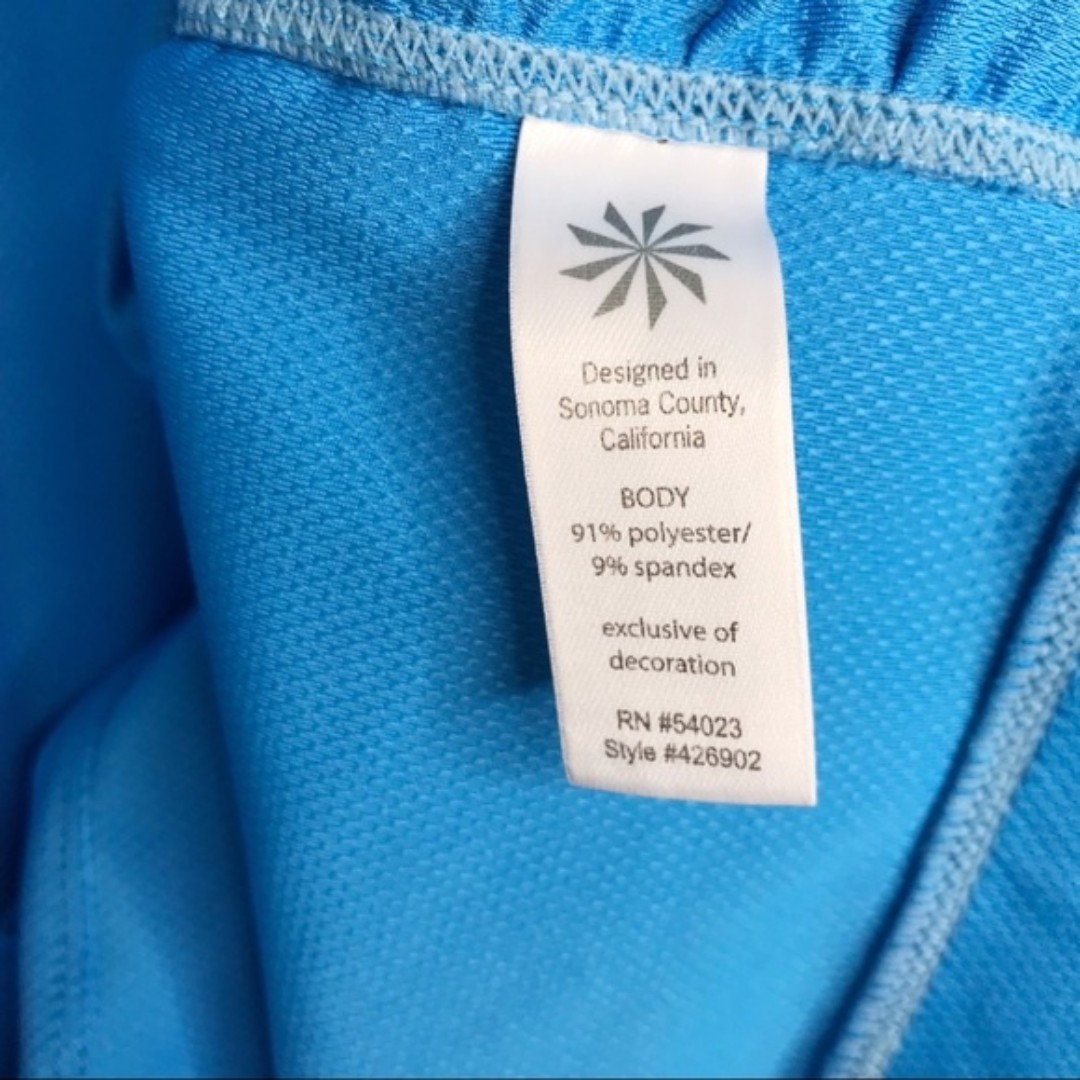 Designed in
Sonoma County,
California
BODY
91% polyester/
9% spandex
exclusive of
decoration
RN #54023
Style #426902